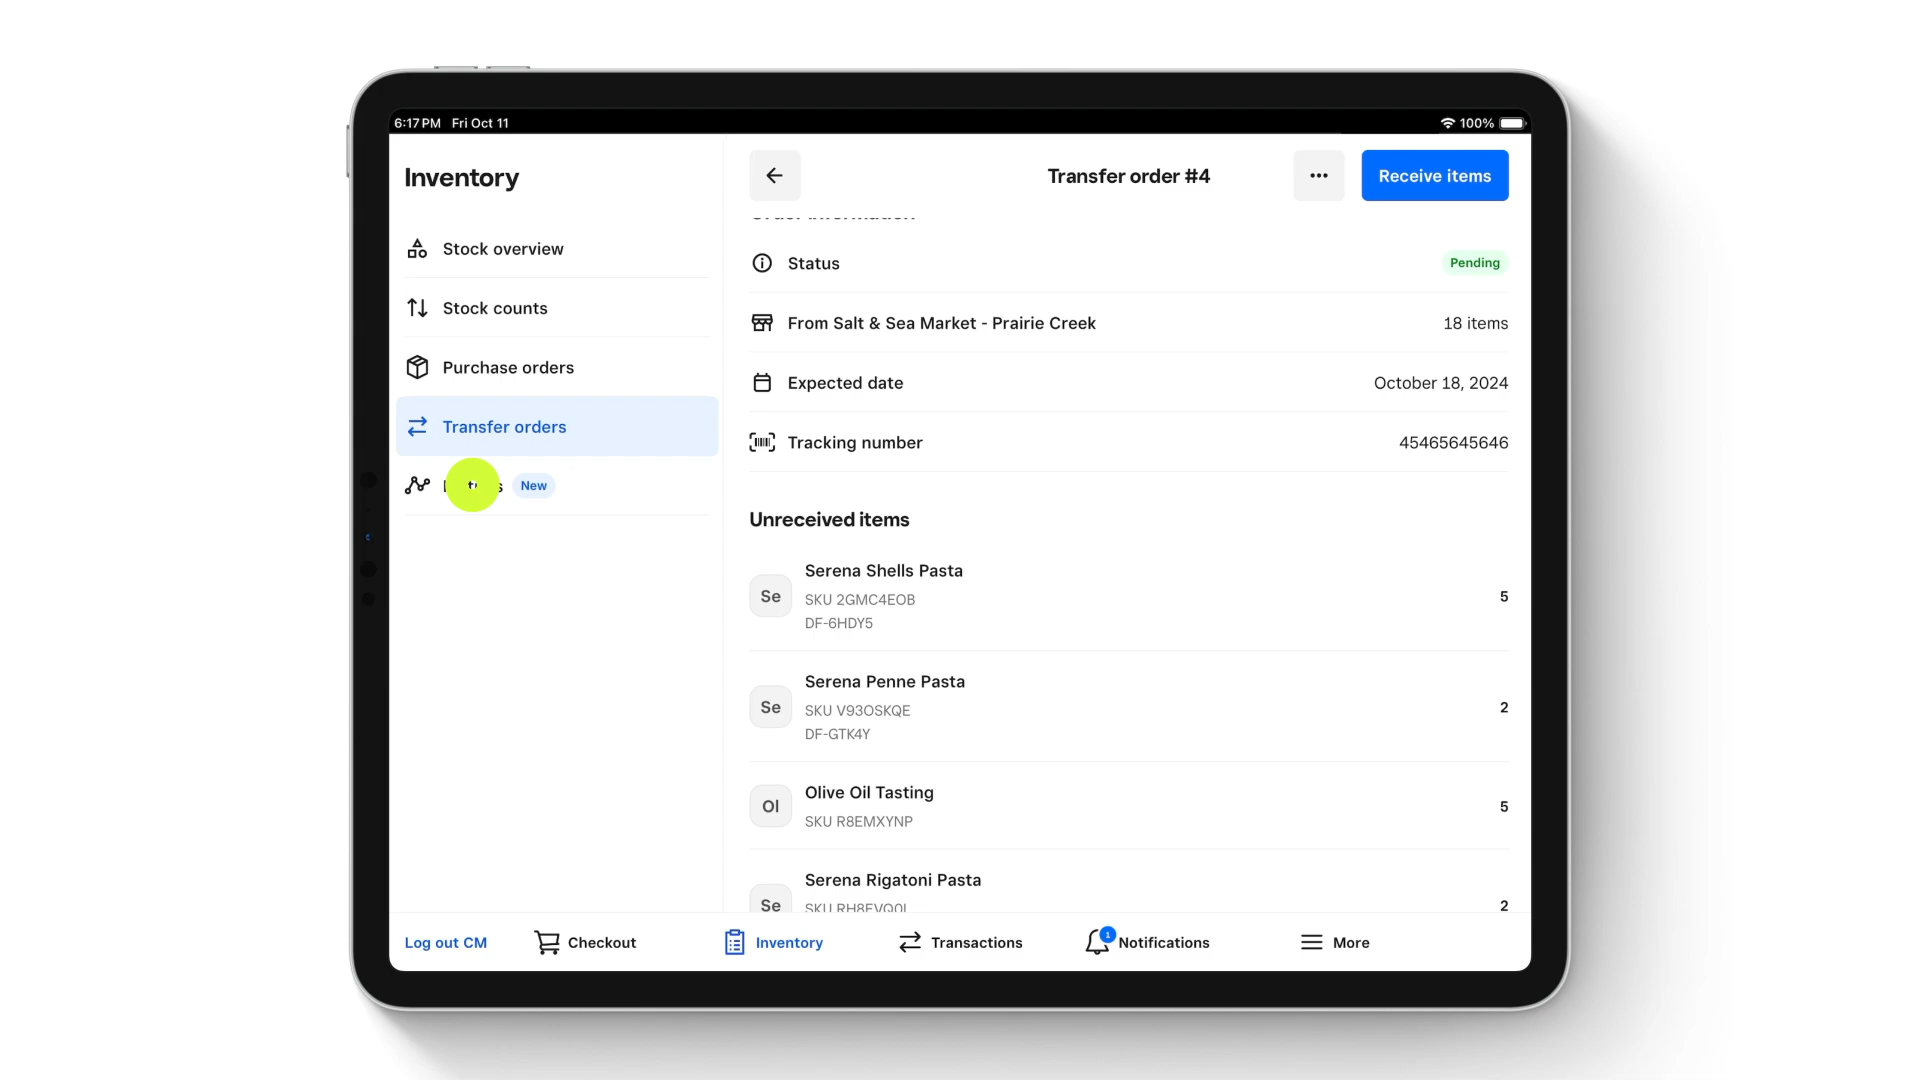 6:17 PM Fri Oct 11
100%
Inventory
Stock overview
Stock counts
Purchase orders
Transfer orders
New
Transfer order #4
Receive items
Status
Pending
From Salt & Sea Market - Prairie Creek
18 items
Expected date
October 18, 2024
Tracking number
45465645646
Unreceived items
Se
Serena Shells Pasta
SKU 2GMC4EOB
DF-6HDY5
5
Se
Serena Penne Pasta
SKU V93OSKQE
DF-GTK4Y
2
Ol
Olive Oil Tasting
SKU R8EMXYNP
5
Se
Serena Rigatoni Pasta
2
Log out CM
Checkout
Inventory
Transactions
1
Notifications
More